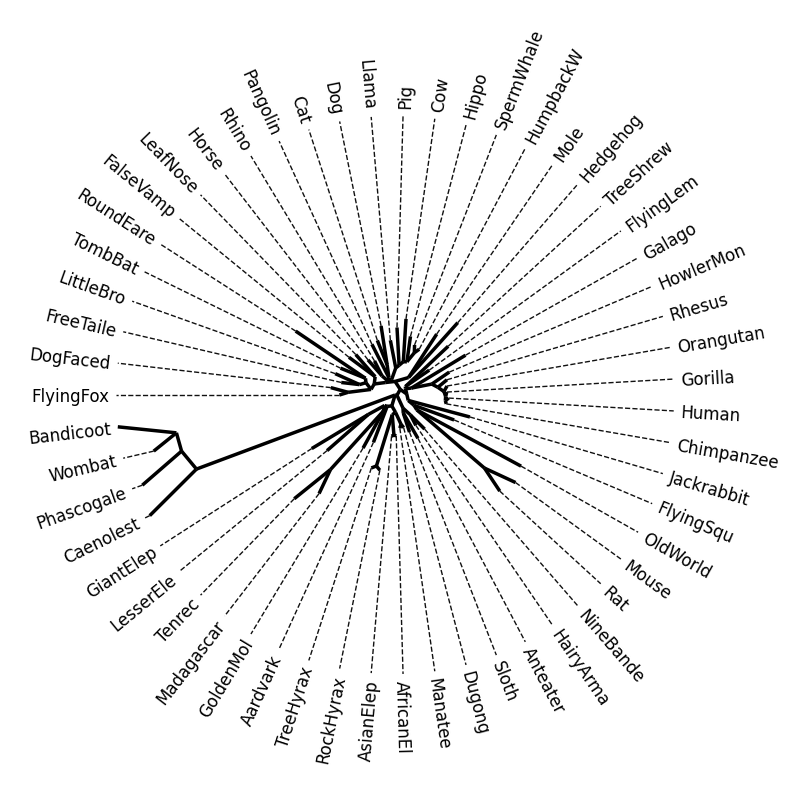 Pig
Cow
Hippo
SpermWhale
HumpbackW
Mole
Hedgehog
TreeShrew
FlyingLem
Galago
HowlerMon
Rhesus
Orangutan
Gorilla
Human
Chimpanzee
Jackrabbit
FlyingSqu
OldWorld
Mouse
Rat
NineBande
HairyArma
Anteater
Sloth
Dugong
Manatee
AfricanEl
AsianElep
RockHyrax
TreeHyrax
Aardvark
GoldenMol
Madagascar
Tenrec
LesserEle
GiantElep
Caenolest
Phascogale
Wombat
Bandicoot
FlyingFox
DogFaced
FreeTaile
LittleBro
TombBat
RoundEare
FalseVamp
LeafNose
Horse
Rhino
Pangolin
Cat
Dog
Llama